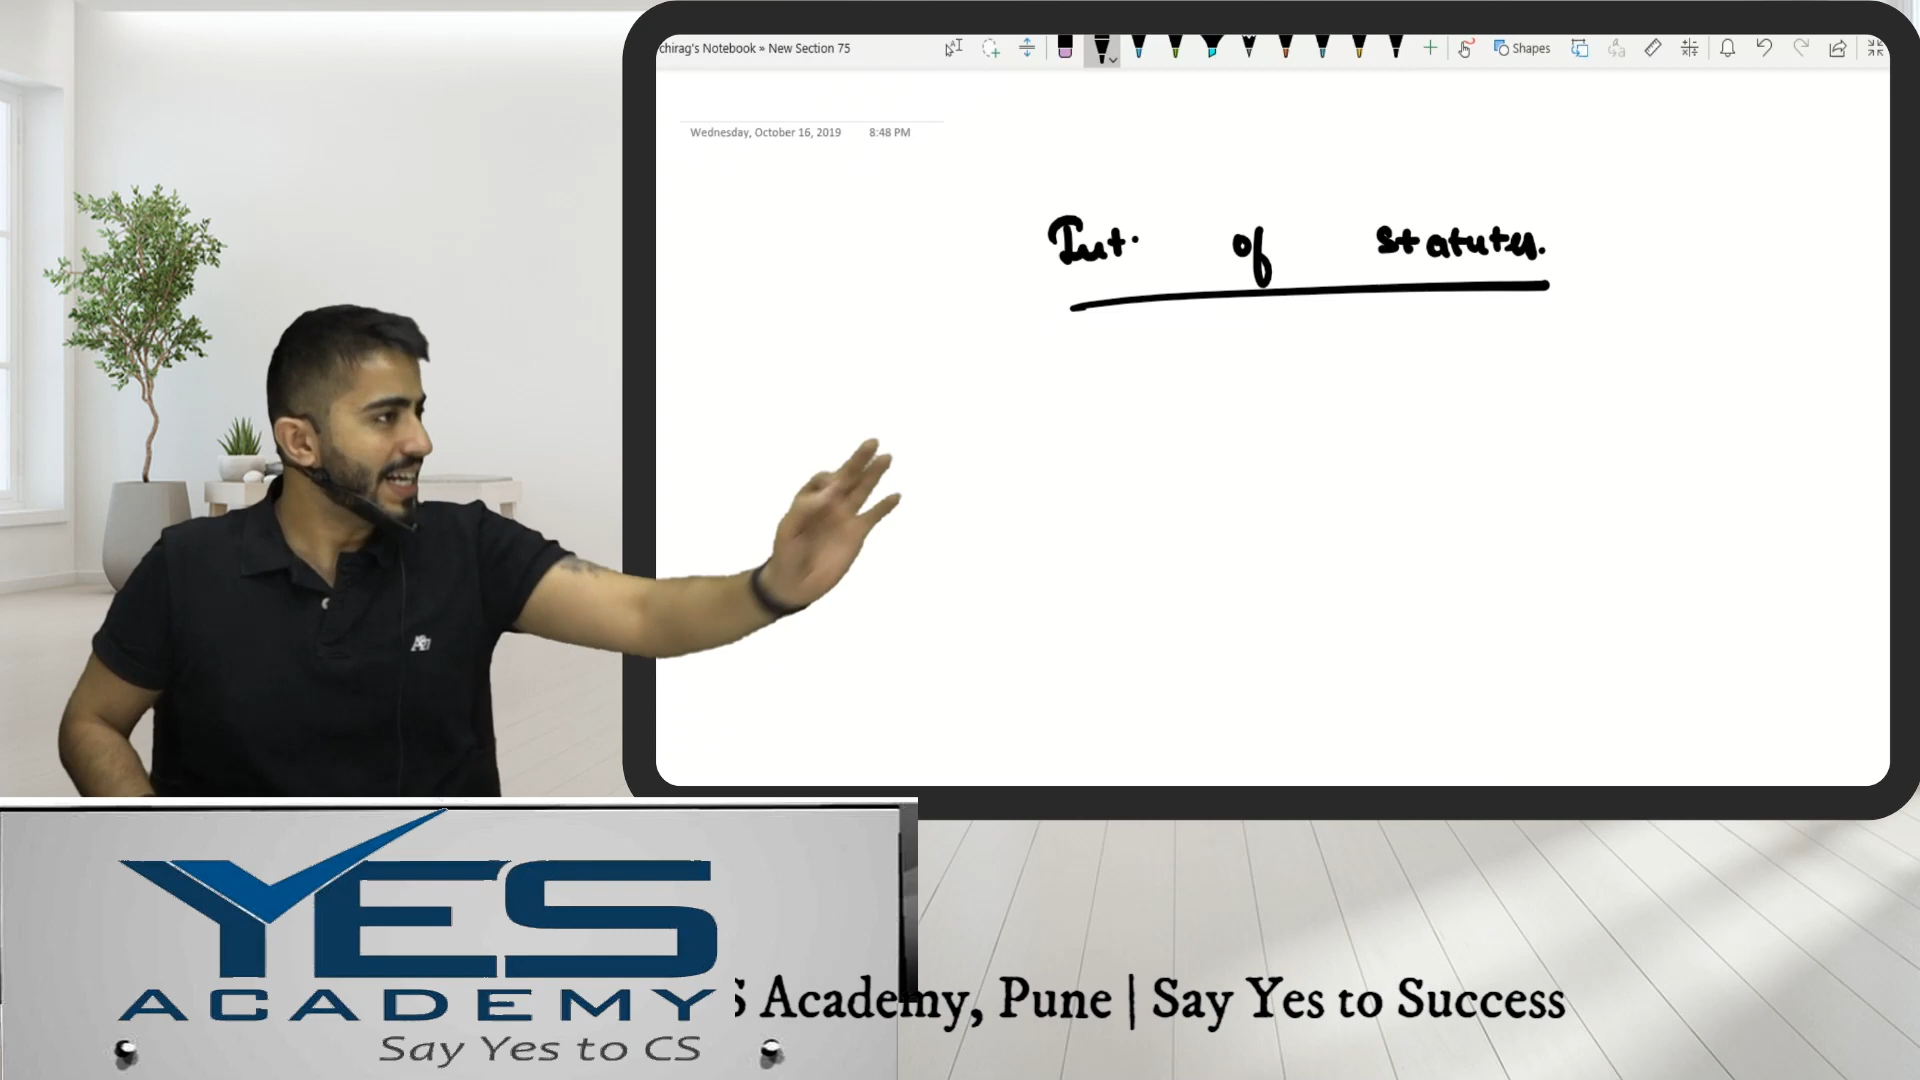 chirag's Notebook » New Section 75
Shapes
Wednesday, October 16, 2019 8:48 PM
Int. of statutes.
YES
ACADEMY
Say Yes to CS
S Academy, Pune | Say Yes to Success